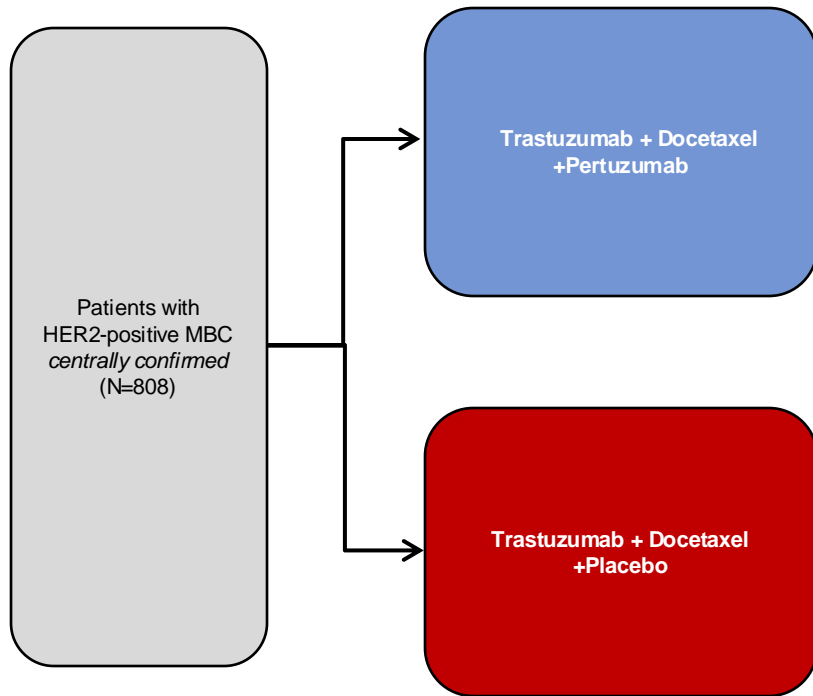 Patients with
HER2-positive MBC
centrally confirmed
(N=808)
Trastuzumab + Docetaxel
+Pertuzumab
Trastuzumab + Docetaxel
+Placebo